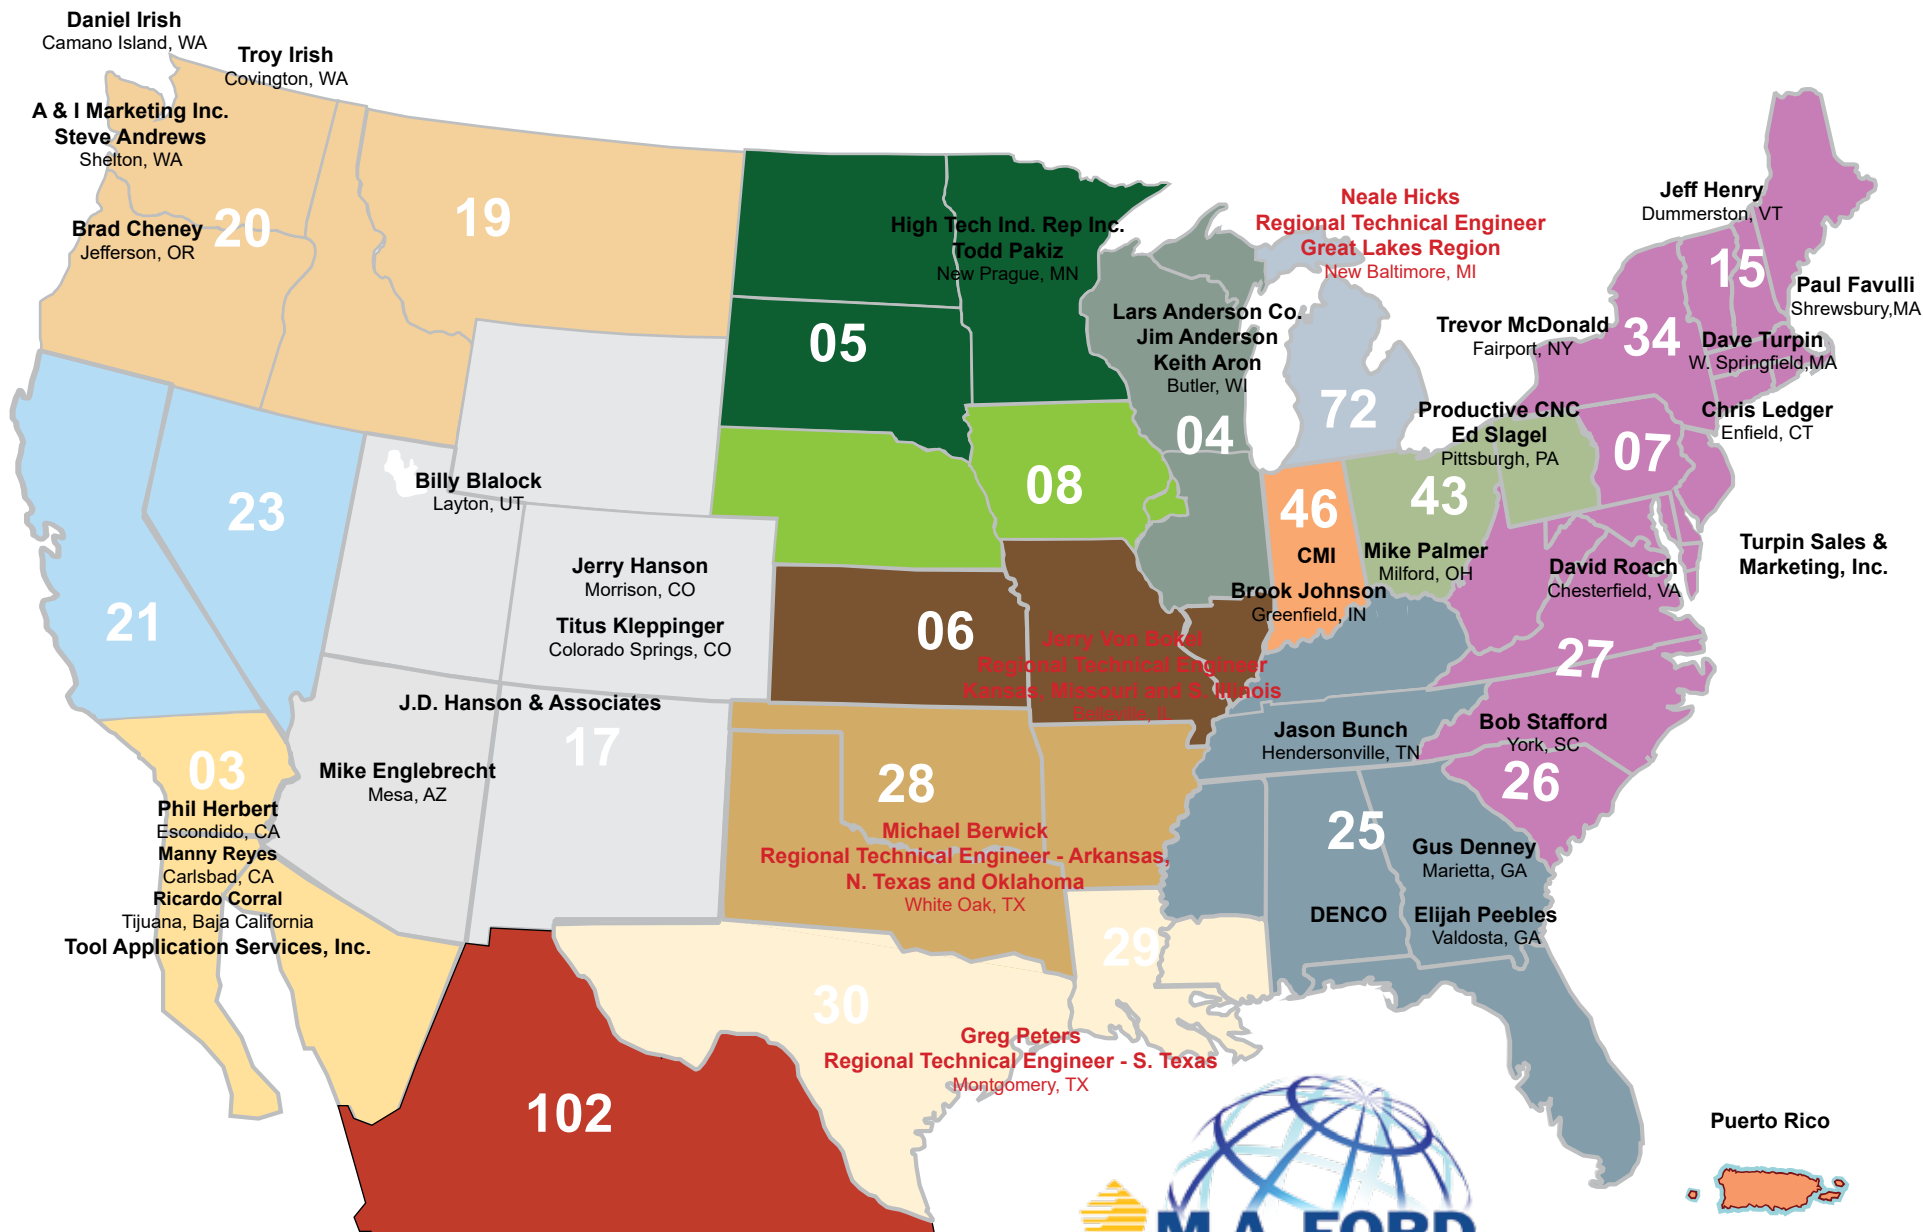 Daniel Irish
Camano Island, WA
Troy Irish
Covington, WA
A & I Marketing Inc.
Steve Andrews
Shelton, WA
Brad Cheney
Jefferson, OR
20
19
High Tech Ind. Rep Inc.
Todd Pakiz
New Prague, MN
05
Neale Hicks
Regional Technical Engineer
Great Lakes Region
New Baltimore, MI
Lars Anderson Co.
Jim Anderson
Keith Aron
Butler, WI
04
72
Jeff Henry
Dummerston, VT
15
Paul Favulli
Shrewsbury,MA
Trevor McDonald
Fairport, NY
34
Dave Turpin
W. Springfield,MA
Chris Ledger
Enfield, CT
Productive CNC
Ed Slagel
Pittsburgh, PA
07
43
Mike Palmer
Milford, OH
46
CMI
Brook Johnson
Greenfield, IN
Turpin Sales &
Marketing, Inc.
David Roach
Chesterfield, VA
27
Bob Stafford
York, SC
26
Billy Blalock
Layton, UT
23
21
08
Jerry Hanson
Morrison, CO
Titus Kleppinger
Colorado Springs, CO
J.D. Hanson & Associates
17
Mike Englebrecht
Mesa, AZ
06
Jerry Von Bokel
Regional Technical Engineer
Kansas, Missouri and S. Illinois
Belleville, IL
Jason Bunch
Hendersonville, TN
03
Phil Herbert
Escondido, CA
Manny Reyes
Carlsbad, CA
Ricardo Corral
Tijuana, Baja California
Tool Application Services, Inc.
28
Michael Berwick
Regional Technical Engineer - Arkansas,
N. Texas and Oklahoma
White Oak, TX
25
Gus Denney
Marietta, GA
DENCO
Elijah Peebles
Valdosta, GA
29
30
Greg Peters
Regional Technical Engineer - S. Texas
Montgomery, TX
102
Puerto Rico
M.A. FORD